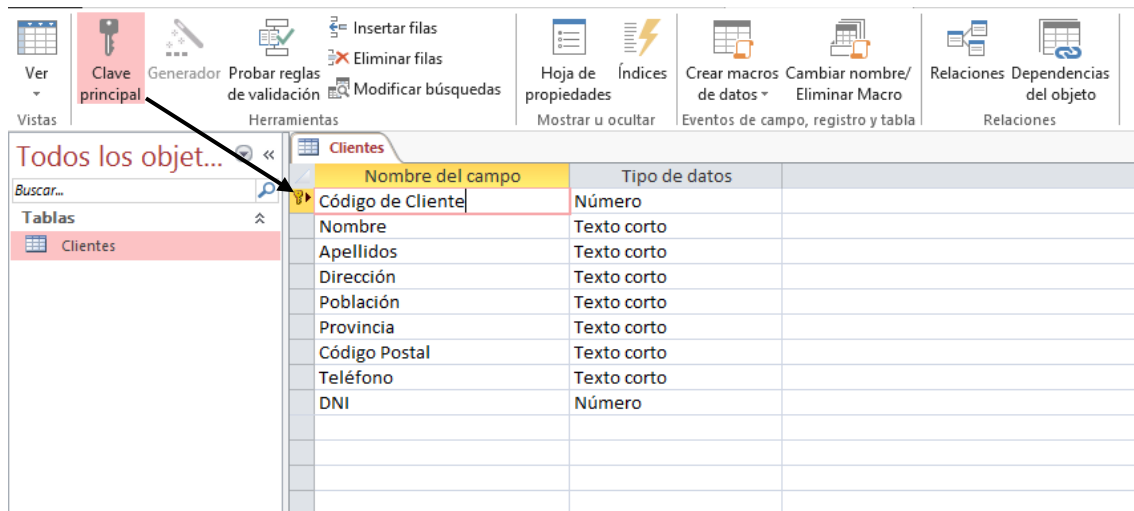 Ver
Clave principal
Generador
Probar reglas de validación
Insertar filas
Eliminar filas
Modificar búsquedas
Hoja de propiedades
Índices
Crear macros de datos
Cambiar nombre/ Eliminar Macro
Relaciones
Dependencias del objeto
Vistas
Herramientas
Mostrar u ocultar
Eventos de campo, registro y tabla
Relaciones
Todos los objet...
Buscar...
Tablas
Clientes
Clientes
Nombre del campo Tipo de datos
Código de Cliente Número
Nombre Texto corto
Apellidos Texto corto
Dirección Texto corto
Población Texto corto
Provincia Texto corto
Código Postal Texto corto
Teléfono Texto corto
DNI Número